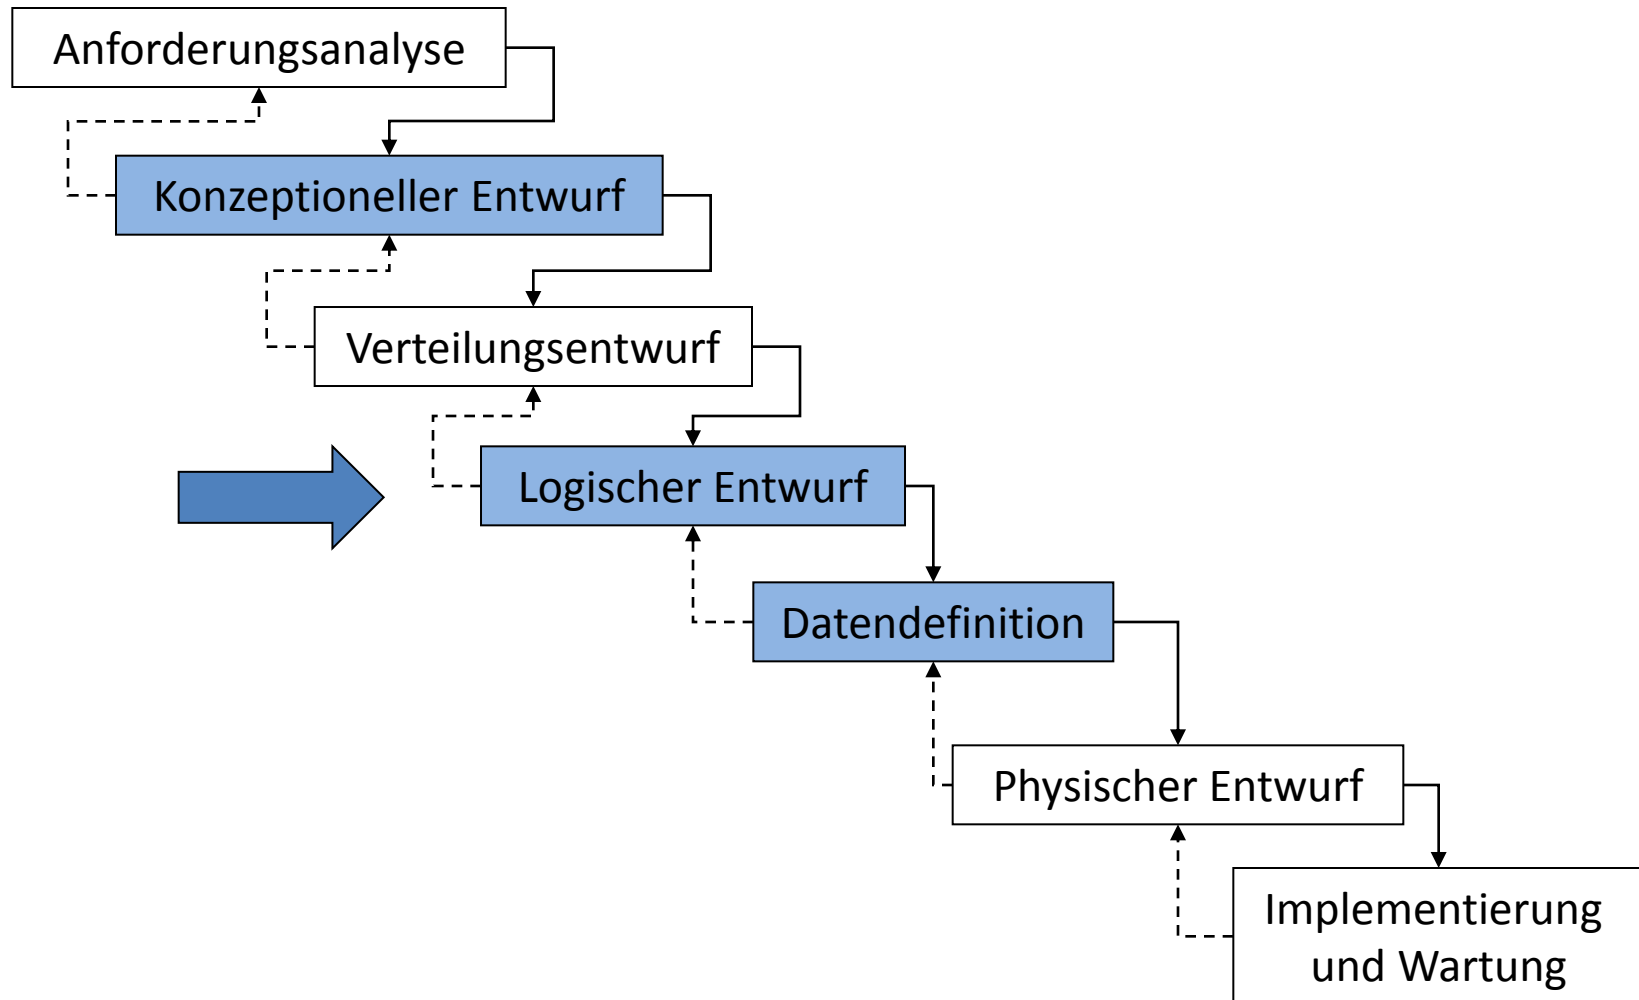 Anforderungsanalyse
Konzeptioneller Entwurf
Verteilungsentwurf
Logischer Entwurf
Datendefinition
Physischer Entwurf
Implementierung
und Wartung